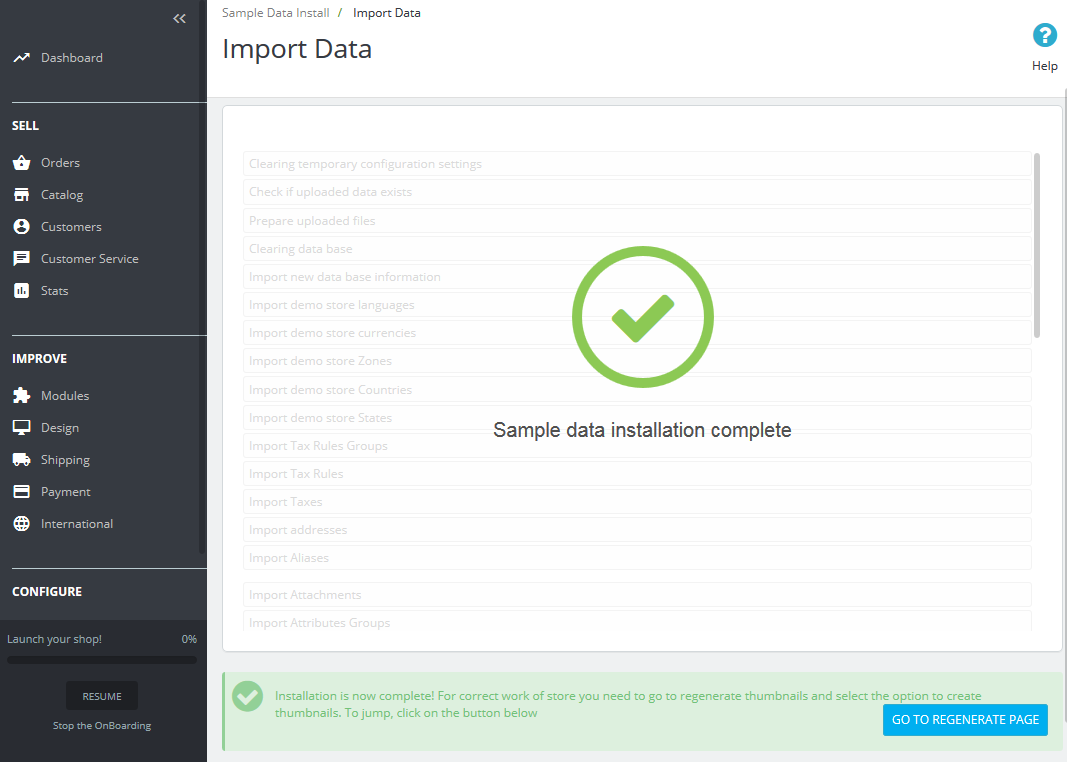 Dashboard
SELL
Orders
Catalog
Customers
Customer Service
Stats
IMPROVE
Modules
Design
Shipping
Payment
International
CONFIGURE
Launch your shop! 0%
RESUME
Stop the OnBoarding
Sample Data Install / Import Data
Import Data
Help
Clearing temporary configuration settings
Check if uploaded data exists
Prepare uploaded files
Clearing data base
Import new data base information
Import demo store languages
Import demo store currencies
Import demo store Zones
Import demo store Countries
Import demo store States
Sample data installation complete
Import Tax Rules Groups
Import Tax Rules
Import Taxes
Import addresses
Import Aliases
Import Attachments
Import Attributes Groups
Installation is now complete! For correct work of store you need to go to regenerate thumbnails and select the option to create
thumbnails. To jump, click on the button below
GO TO REGENERATE PAGE